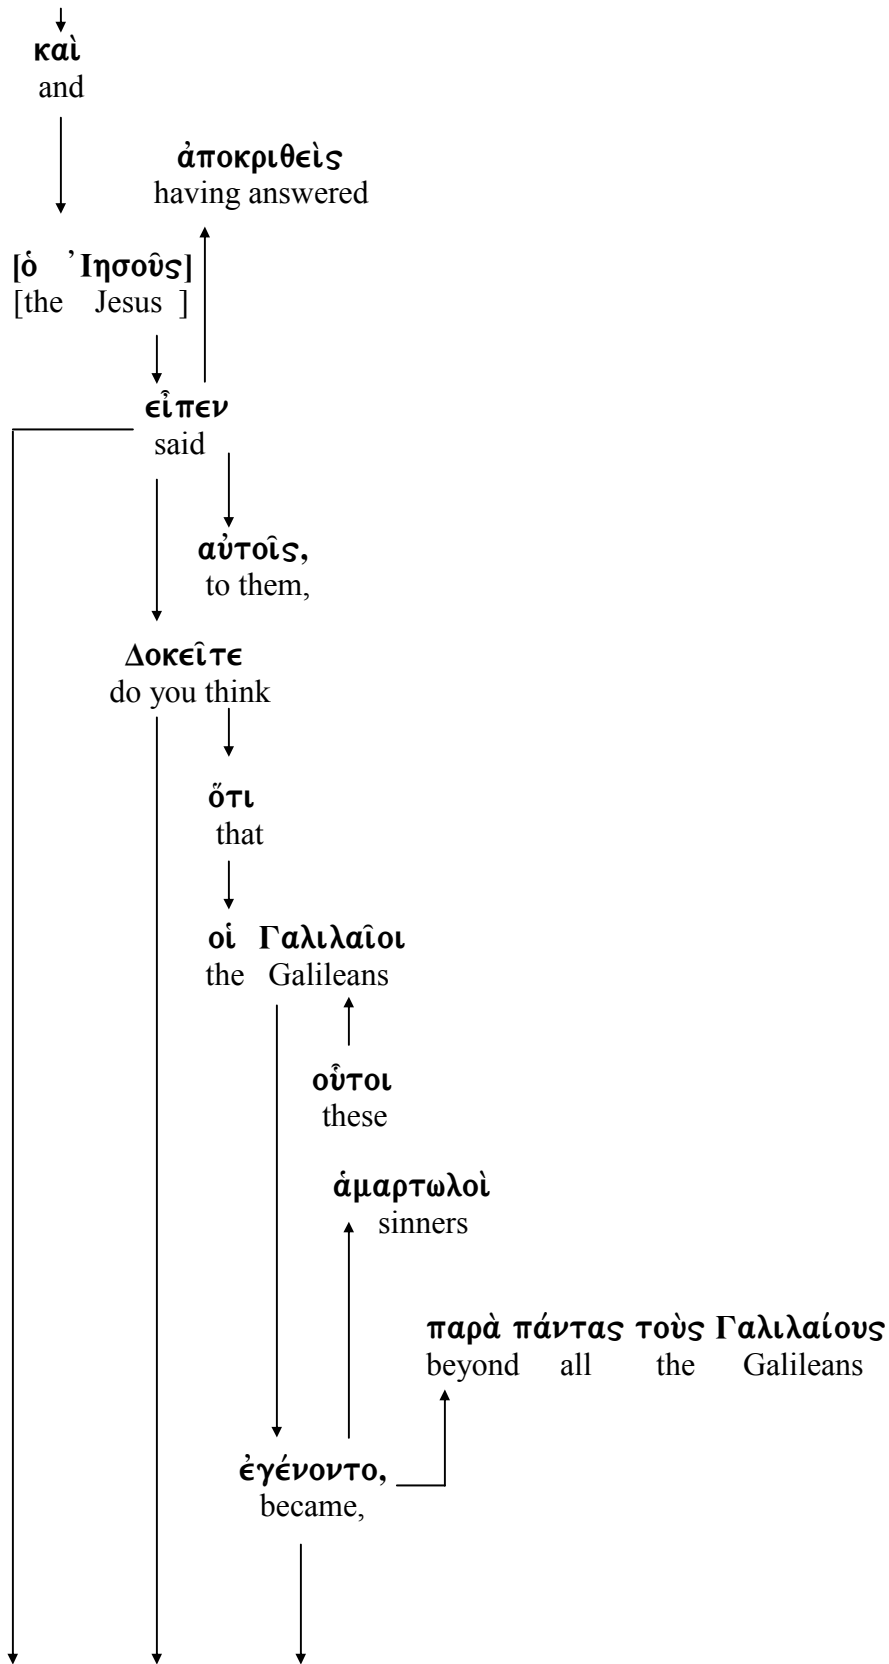 καὶ
and
ἀποκριθεὶς
having answered
[ὁ Ἰησοῦς]
[the Jesus ]
εἶπεν
said
αὐτοῖς,
to them,
Δοκεῖτε
do you think
ὅτι
that
οἱ Γαλιλαῖοι
the Galileans
οὗτοι
these
ἁμαρτωλοὶ
sinners
παρὰ πάντας τοὺς Γαλιλαίους
beyond all the Galileans
ἐγένοντο,
became,